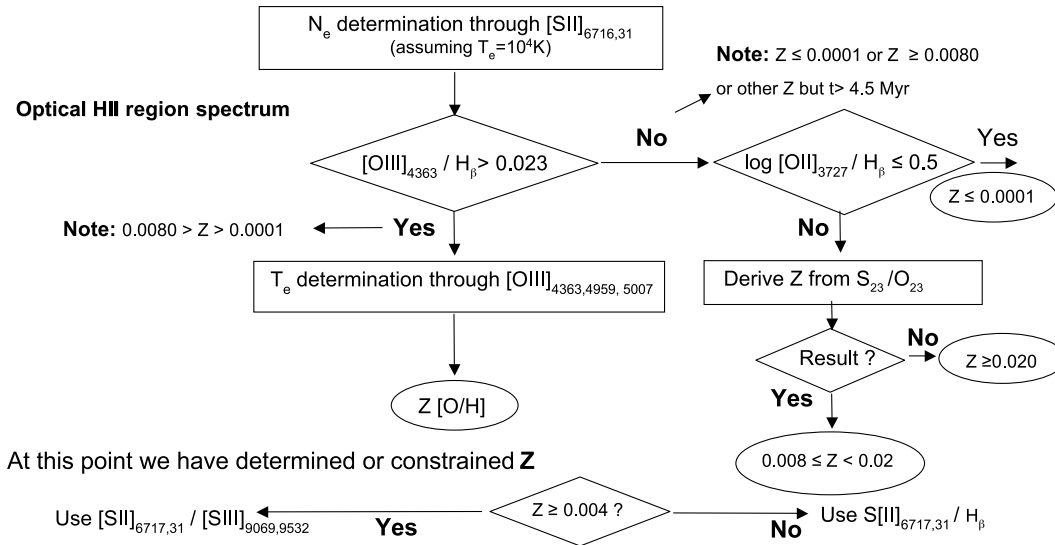 N_e determination through [SII]_6716,31
(assuming T_e=10⁴K)
Note: Z ≤ 0.0001 or Z ≥ 0.0080
or other Z but t> 4.5 Myr
Optical HII region spectrum
No
Yes
[OIII]_4363 / H_β> 0.023
log [OII]_3727 / H_β ≤ 0.5
Z ≤ 0.0001
Note: 0.0080 > Z > 0.0001
Yes
No
T_e determination through [OIII]_4363,4959, 5007
Derive Z from S_23 /O_23
Result ?
No
Z ≥0.020
Yes
Z [O/H]
0.008 ≤ Z < 0.02
At this point we have determined or constrained Z
Z ≥ 0.004 ?
Use [SII]_6717,31 / [SIII]_9069,9532
Yes
No
Use S[II]_6717,31 / H_β